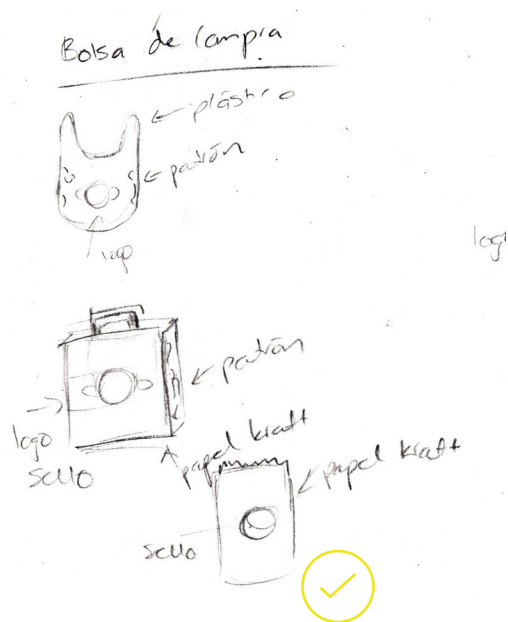 Bolsa de Compra
plástico
patrón
logo
logo
patrón
logo
sello
papel kraft
papel kraft
sello